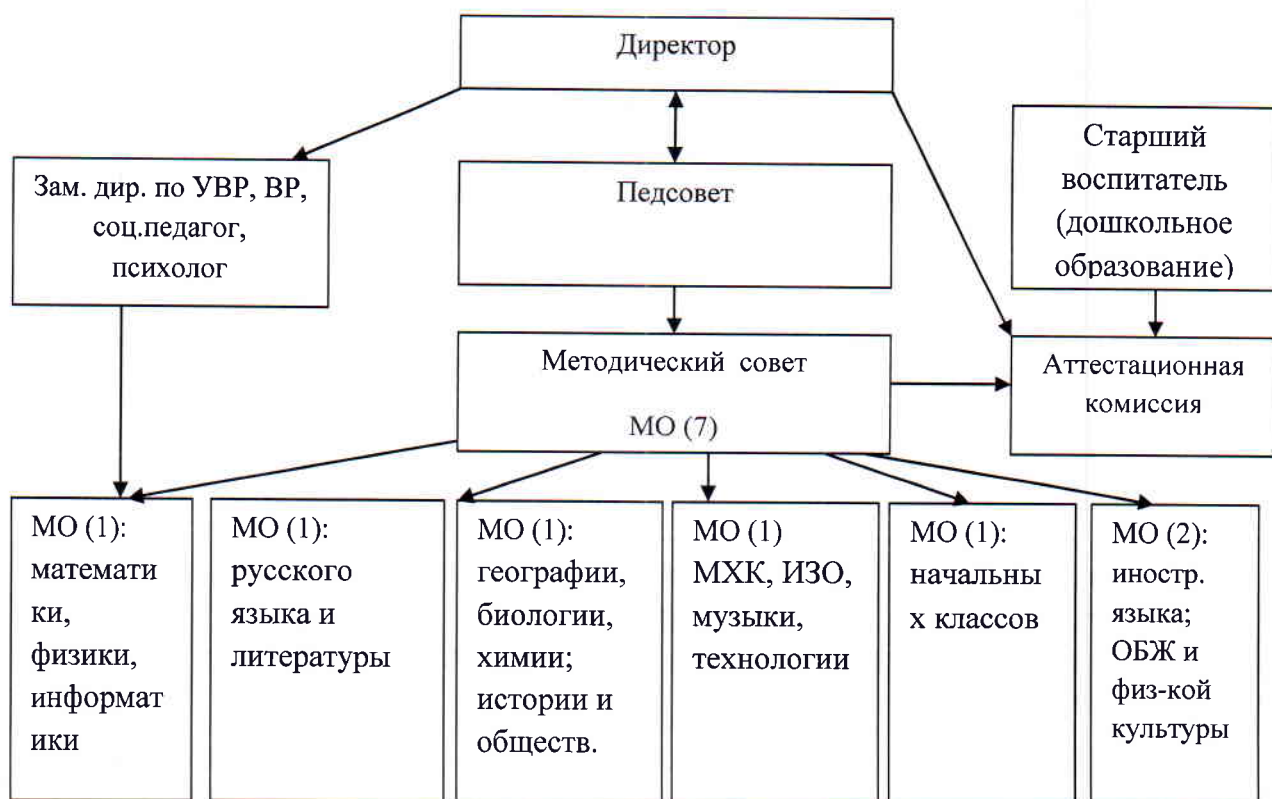 Директор
Зам. дир. по УВР, ВР,
соц.педагог,
психолог
Педсовет
Старший
воспитатель
(дошкольное
образование)
Методический совет
МО (7)
Аттестационная
комиссия
МО (1):
математи
ки,
физики,
информат
ики
МО (1):
русского
языка и
литературы
МО (1):
географии,
биологии,
химии;
истории и
обществ.
МО (1)
МХК, ИЗО,
музыки,
технологии
МО (1):
начальны
х классов
МО (2):
иностр.
языка;
ОБЖ и
физ-кой
культуры